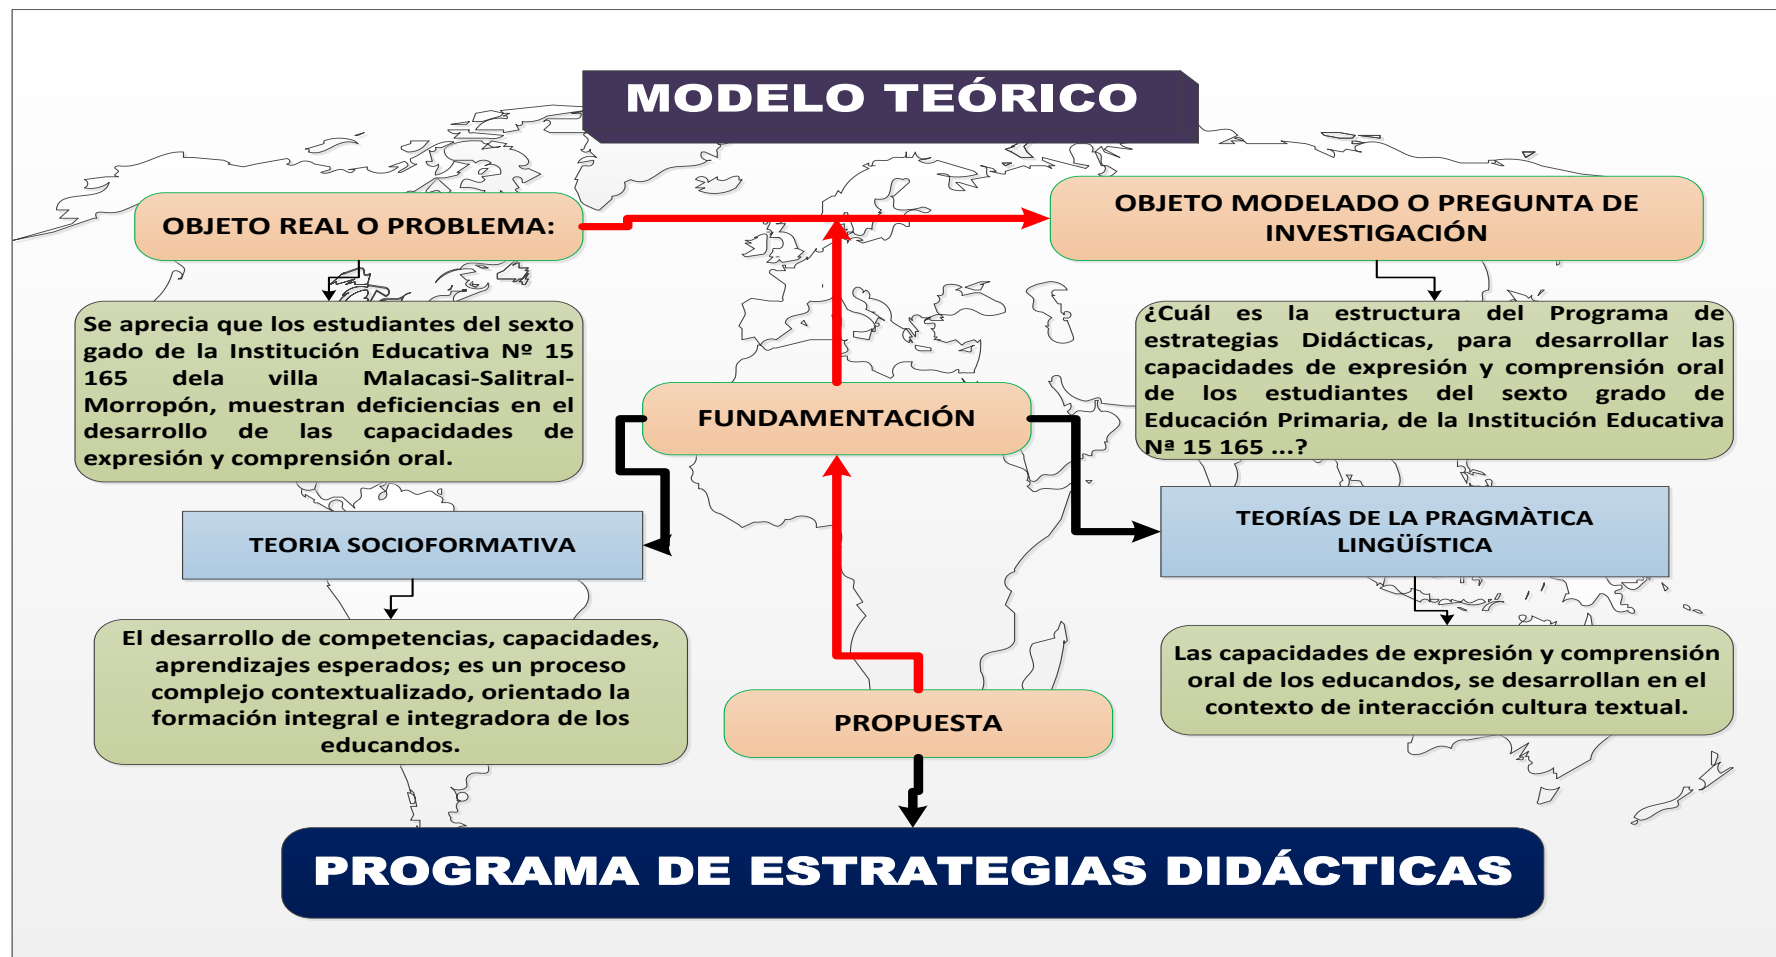 MODELO TEÓRICO
OBJETO REAL O PROBLEMA:
OBJETO MODELADO O PREGUNTA DE
INVESTIGACIÓN
Se aprecia que los estudiantes del sexto
gado de la Institución Educativa Nº 15
165 dela villa Malacasi-Salitral-
Morropón, muestran deficiencias en el
desarrollo de las capacidades de
expresión y comprensión oral.
¿Cuál es la estructura del Programa de
estrategias Didácticas, para desarrollar las
capacidades de expresión y comprensión oral
de los estudiantes del sexto grado de
Educación Primaria, de la Institución Educativa
Nª 15 165 ...?
FUNDAMENTACIÓN
TEORIA SOCIOFORMATIVA
TEORÍAS DE LA PRAGMÀTICA
LINGÜÍSTICA
El desarrollo de competencias, capacidades,
aprendizajes esperados; es un proceso
complejo contextualizado, orientado la
formación integral e integradora de los
educandos.
Las capacidades de expresión y comprensión
oral de los educandos, se desarrollan en el
contexto de interacción cultura textual.
PROPUESTA
PROGRAMA DE ESTRATEGIAS DIDÁCTICAS